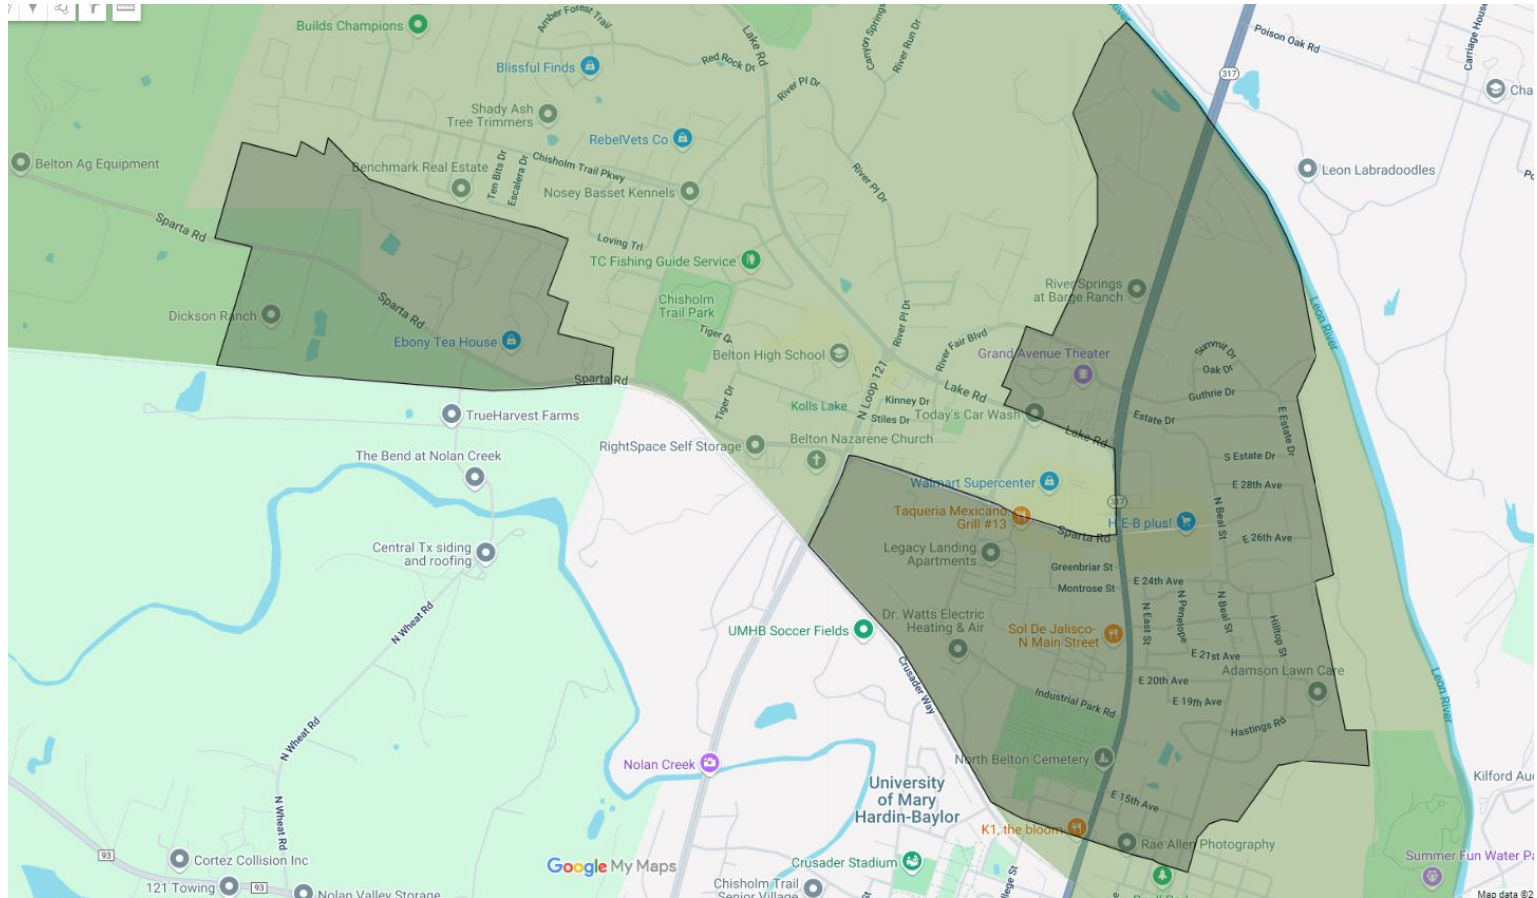 Builds Champions
Amber Forest Trail
Lake Rd
Canyon Springs
River Run Dr
317
Poison Oak Rd
Carriage House
Blissful Finds
Red Rock Dr
River Pl Dr
Cha
Shady Ash
Tree Trimmers
RebelVets Co
Belton Ag Equipment
Benchmark Real Estate
Ten Bits Dr
Escalera Dr
Chisholm Trail Pkwy
Nosey Basset Kennels
River Pl Dr
Leon Labradoodles
Sparta Rd
Loving Trl
TC Fishing Guide Service
Chisholm
Trail Park
River Springs
at Barge Ranch
Leon River
Dickson Ranch
Sparta Rd
Ebony Tea House
Tiger Dr
Belton High School
River Pl Dr
River Fair Blvd
Grand Avenue Theater
Summit Dr
Oak Dr
Guthrie Dr
Sparta Rd
Tiger Dr
Kolls Lake
N Loop 121
Kinney Dr
Stiles Dr
Lake Rd
Today's Car Wash
Lake Rd
Estate Dr
E Estate Dr
TrueHarvest Farms
RightSpace Self Storage
Belton Nazarene Church
S Estate Dr
The Bend at Nolan Creek
Walmart Supercenter
E 28th Ave
317
Taqueria Mexicano
Grill #13
Sparta Rd
H-E-B plus!
N Beal St
E 26th Ave
Central Tx siding
and roofing
Legacy Landing
Apartments
Greenbriar St
Montrose St
E 24th Ave
N Wheat Rd
Dr. Watts Electric
Heating & Air
UMHB Soccer Fields
Sol De Jalisco-
N Main Street
N East St
N Penelope
N Beal St
Hilltop St
E 21st Ave
Crusader Way
E 20th Ave
Adamson Lawn Care
E 19th Ave
Industrial Park Rd
Hastings Rd
Leon River
N Wheat Rd
Nolan Creek
North Belton Cemetery
University
of Mary
Hardin-Baylor
Kilford Au
N Wheat Rd
E 15th Ave
K1, the bloom
Rae Allen Photography
93
Cortez Collision Inc
Google My Maps
Crusader Stadium
Summer Fun Water Pa
121 Towing
93
Nolan Valley Storage
Chisholm Trail
Senior Village
College St
Map data ©2